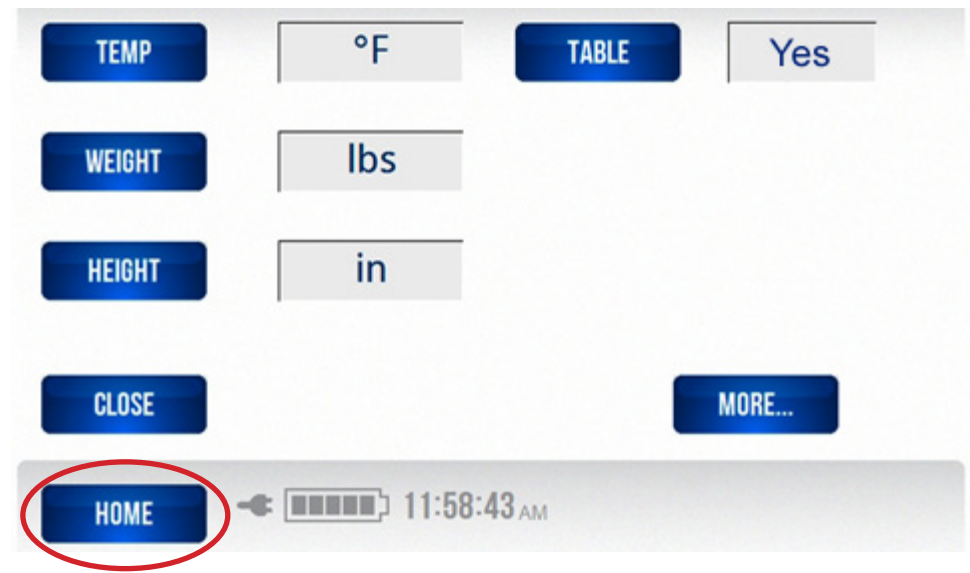 TEMP °F TABLE Yes
WEIGHT lbs
HEIGHT in
CLOSE MORE...
HOME 11:58:43 AM